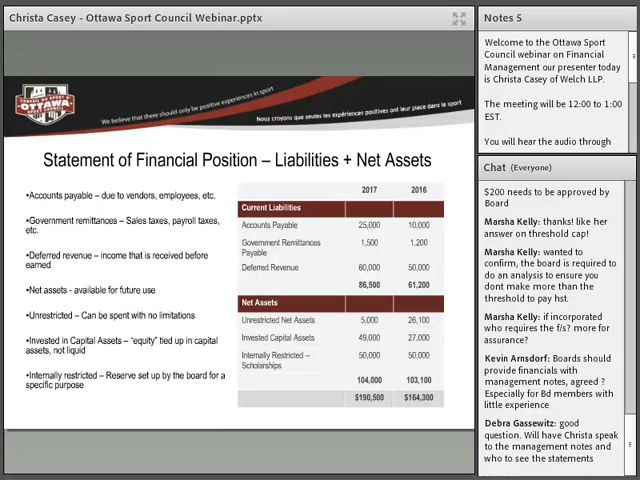 Christa Casey - Ottawa Sport Council Webinar.pptx
OTTAWA
We believe that there should only be positive experiences in sport
Nous croyons que seules les expériences positives ont leur place dans le sport
Statement of Financial Position – Liabilities + Net Assets
•Accounts payable – due to vendors, employees, etc.
•Government remittances – Sales taxes, payroll taxes,
etc.
•Deferred revenue – income that is received before
earned
•Net assets - available for future use
•Unrestricted – Can be spent with no limitations
•Invested in Capital Assets – “equity” tied up in capital
assets, not liquid
•Internally restricted – Reserve set up by the board for a
specific purpose
2017 2016
Current Liabilities
Accounts Payable 25,000 10,000
Government Remittances
Payable 1,500 1,200
Deferred Revenue 60,000 50,000
86,500 61,200
Net Assets
Unrestricted Net Assets 5,000 26,100
Invested Capital Assets 49,000 27,000
Internally Restricted –
Scholarships 50,000 50,000
104,000 103,100
$190,500 $164,300
Notes 5
Welcome to the Ottawa Sport
Council webinar on Financial
Management our presenter today
is Christa Casey of Welch LLP.
The meeting will be 12:00 to 1:00
EST.
You will hear the audio through
Chat (Everyone)
$200 needs to be approved by
Board
Marsha Kelly: thanks! like her
answer on threshold cap!
Marsha Kelly: wanted to
confirm, the board is required to
do an analysis to ensure you
dont make more than the
threshold to pay hst.
Marsha Kelly: if incorporated
who requires the f/s? more for
assurance?
Kevin Arnsdorf: Boards should
provide financials with
management notes, agreed ?
Especially for Bd members with
little experience
Debra Gassewitz: good
question. Will have Christa speak
to the management notes and
who to see the statements